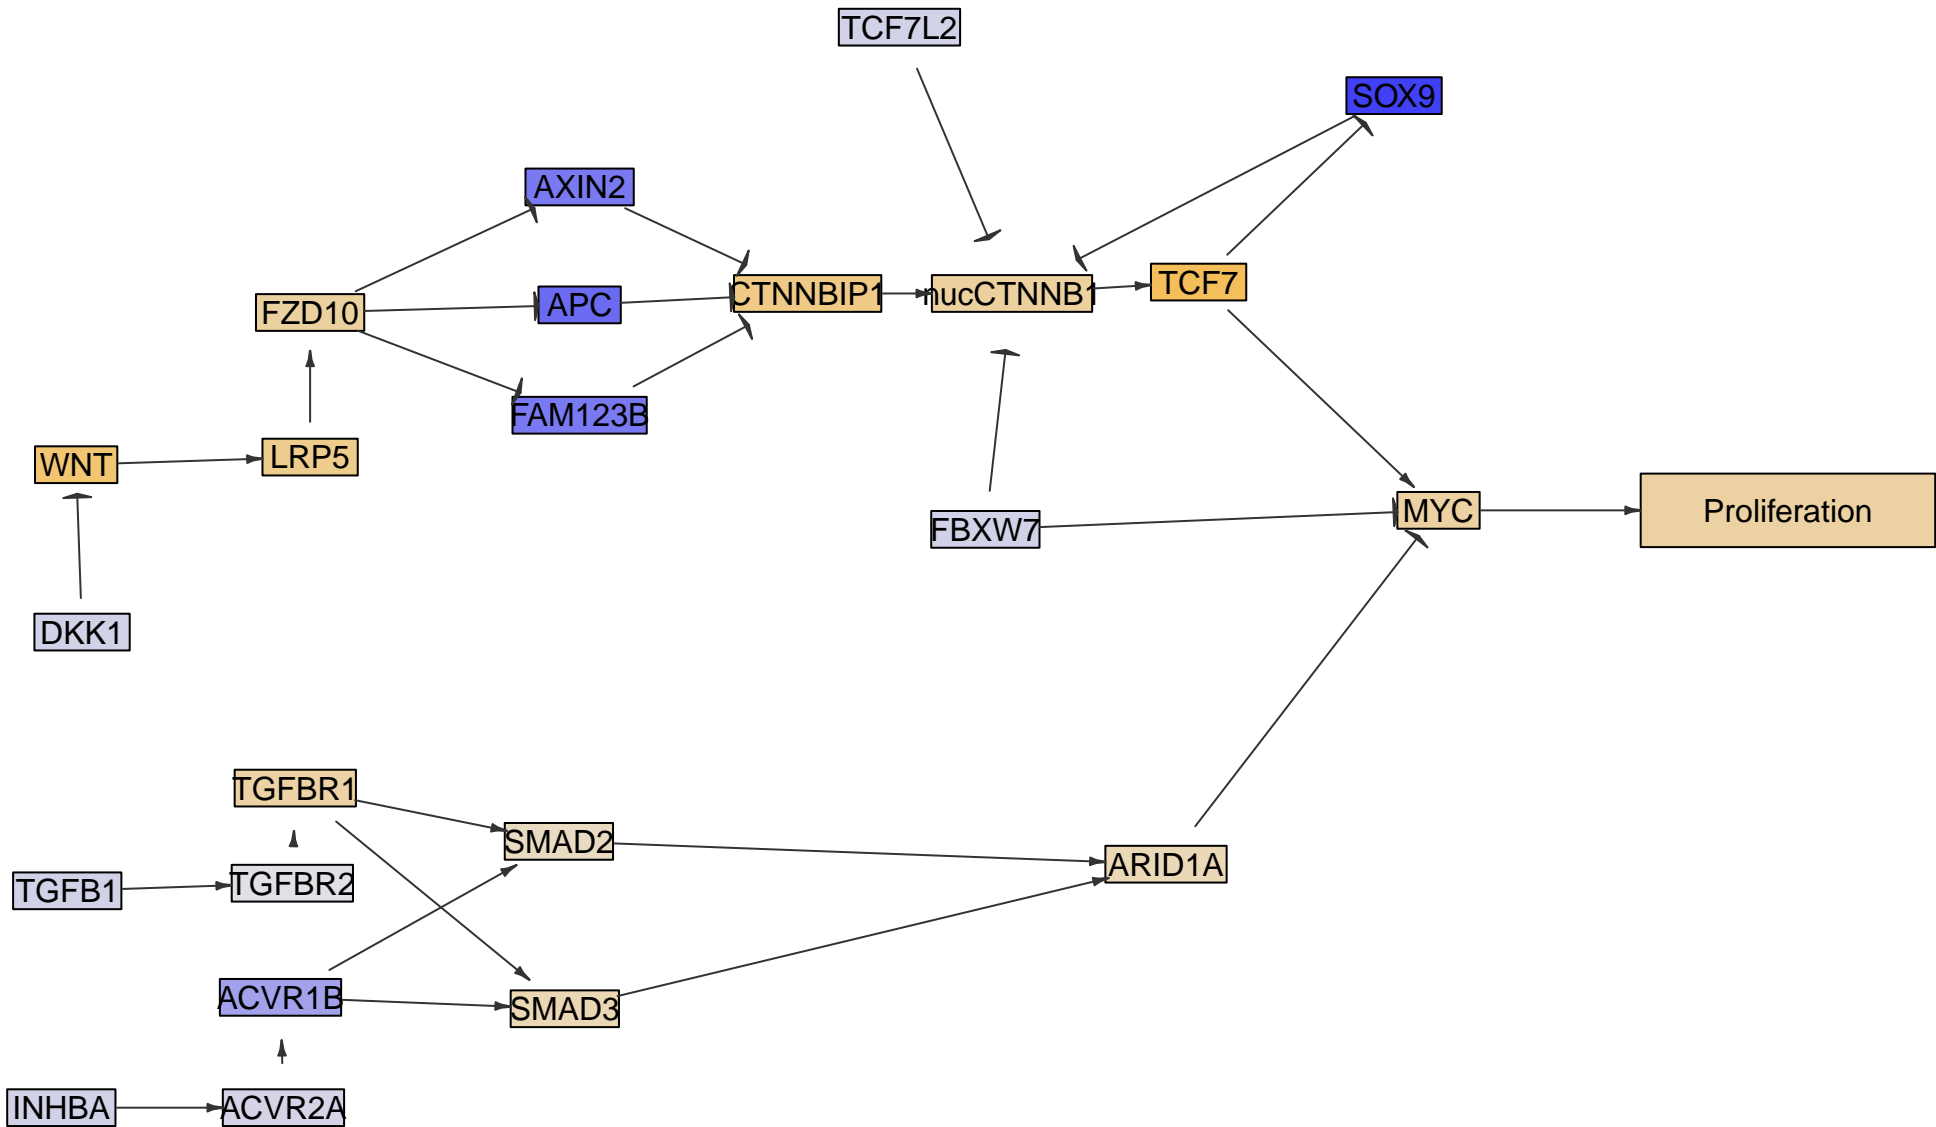 TCF7L2
SOX9
AXIN2
TCF7
CTNNBIP1
nucCTNNB1
APC
FZD10
FAM123B
LRP5
WNT
MYC
Proliferation
FBXW7
DKK1
TGFBR1
SMAD2
ARID1A
TGFBR2
TGFB1
ACVR1B
SMAD3
INHBA
ACVR2A